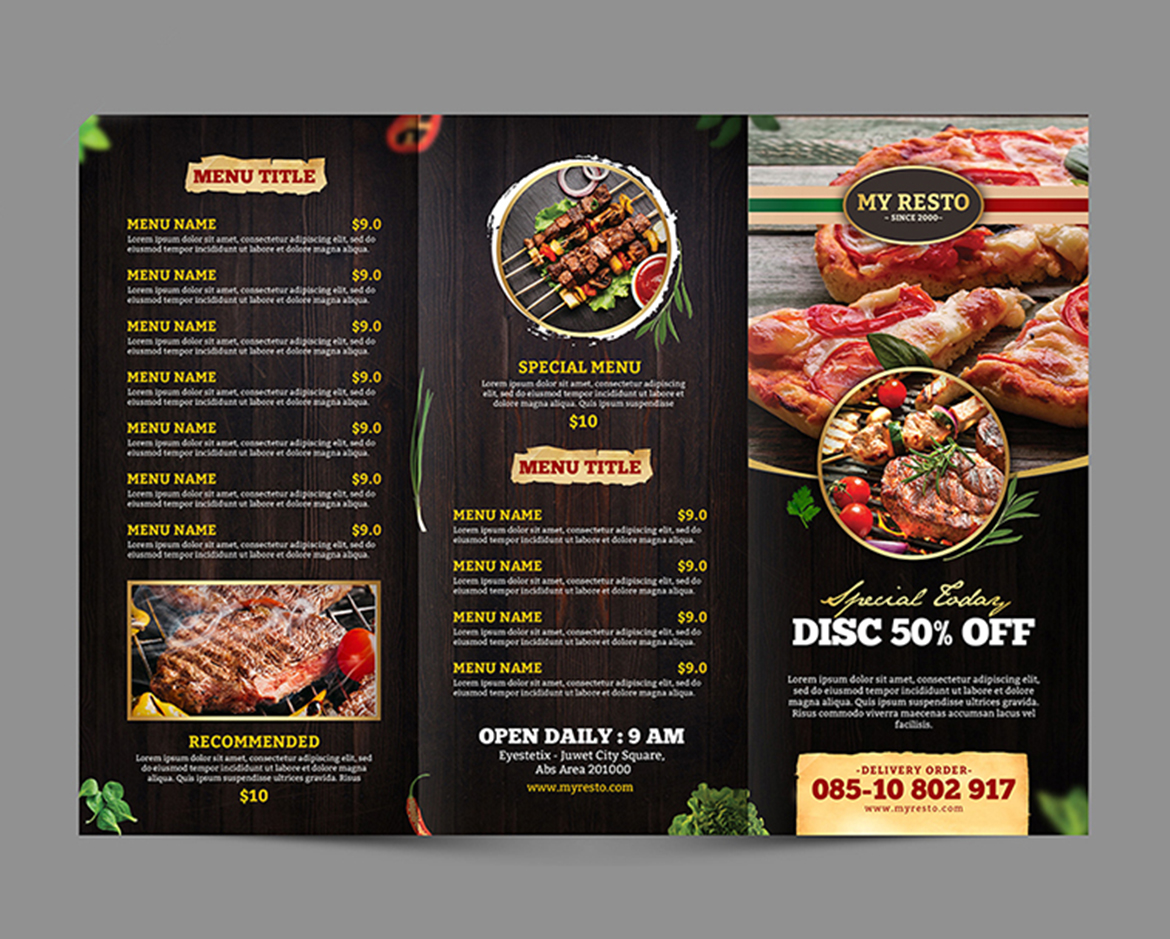 MENU TITLE
MENU NAME $9.0
Lorem ipsum dolor sit amet, consectetur adipiscing elit, sed do
eiusmod tempor incididunt ut labore et dolore magna aliqua.
MENU NAME $9.0
Lorem ipsum dolor sit amet, consectetur adipiscing elit, sed do
eiusmod tempor incididunt ut labore et dolore magna aliqua.
MENU NAME $9.0
Lorem ipsum dolor sit amet, consectetur adipiscing elit, sed do
eiusmod tempor incididunt ut labore et dolore magna aliqua.
MENU NAME $9.0
Lorem ipsum dolor sit amet, consectetur adipiscing elit, sed do
eiusmod tempor incididunt ut labore et dolore magna aliqua.
MENU NAME $9.0
Lorem ipsum dolor sit amet, consectetur adipiscing elit, sed do
eiusmod tempor incididunt ut labore et dolore magna aliqua.
MENU NAME $9.0
Lorem ipsum dolor sit amet, consectetur adipiscing elit, sed do
eiusmod tempor incididunt ut labore et dolore magna aliqua.
MENU NAME $9.0
Lorem ipsum dolor sit amet, consectetur adipiscing elit, sed do
eiusmod tempor incididunt ut labore et dolore magna aliqua.
RECOMMENDED
Lorem ipsum dolor sit amet, consectetur adipiscing elit, sed
do eiusmod tempor incididunt ut labore et dolore magna
aliqua. Quis ipsum suspendisse ultrices gravida. Risus
$10
SPECIAL MENU
Lorem ipsum dolor sit amet, consectetur adipiscing
elit, sed do eiusmod tempor incididunt ut labore et
dolore magna aliqua. Quis ipsum suspendisse
$10
MENU TITLE
MENU NAME $9.0
Lorem ipsum dolor sit amet, consectetur adipiscing elit, sed do
eiusmod tempor incididunt ut labore et dolore magna aliqua.
MENU NAME $9.0
Lorem ipsum dolor sit amet, consectetur adipiscing elit, sed do
eiusmod tempor incididunt ut labore et dolore magna aliqua.
MENU NAME $9.0
Lorem ipsum dolor sit amet, consectetur adipiscing elit, sed do
eiusmod tempor incididunt ut labore et dolore magna aliqua.
MENU NAME $9.0
Lorem ipsum dolor sit amet, consectetur adipiscing elit, sed do
eiusmod tempor incididunt ut labore et dolore magna aliqua.
OPEN DAILY : 9 AM
Eyestetix - Juwet City Square,
Abs Area 201000
www.myresto.com
MY RESTO
~ SINCE 2000~
Special Today
DISC 50% OFF
Lorem ipsum dolor sit amet, consectetur adipiscing elit,
sed do eiusmod tempor incididunt ut labore et dolore
magna aliqua. Quis ipsum suspendisse ultrices gravida.
Risus commodo viverra maecenas accumsan lacus vel
facilisis.
-DELIVERY ORDER-
085-10 802 917
www.myresto.com